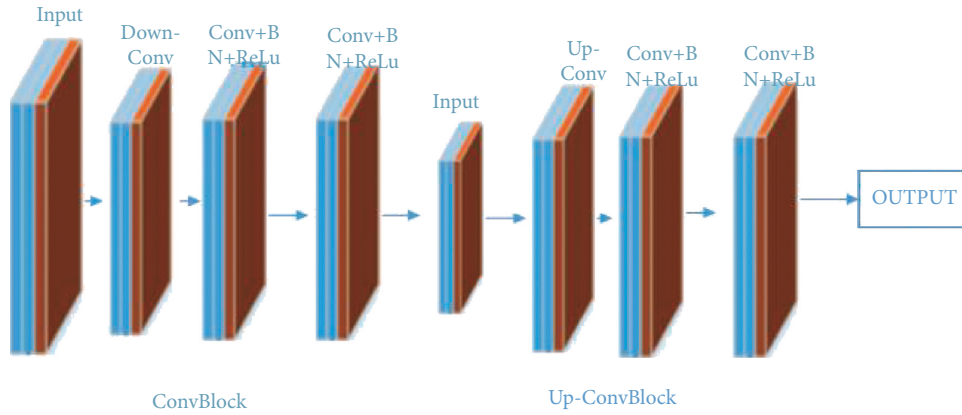 Input
Down-
Conv
Conv+B
N+ReLu
Conv+B
N+ReLu
Input
Up-
Conv
Conv+B
N+ReLu
Conv+B
N+ReLu
OUTPUT
ConvBlock
Up-ConvBlock